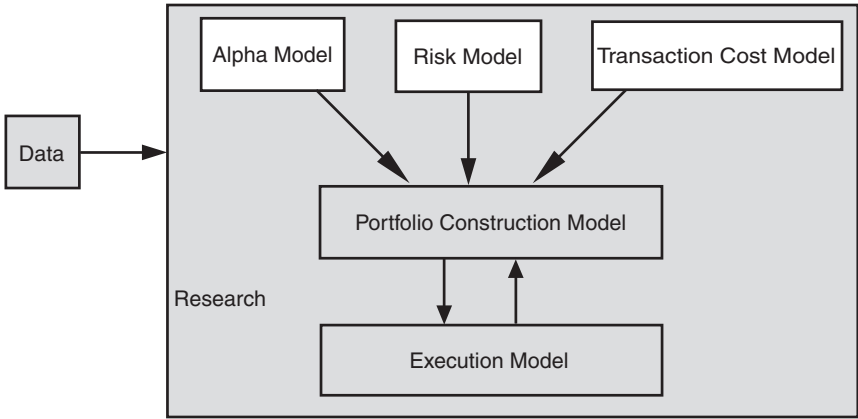 Alpha Model
Risk Model
Transaction Cost Model
Data
Portfolio Construction Model
Research
Execution Model